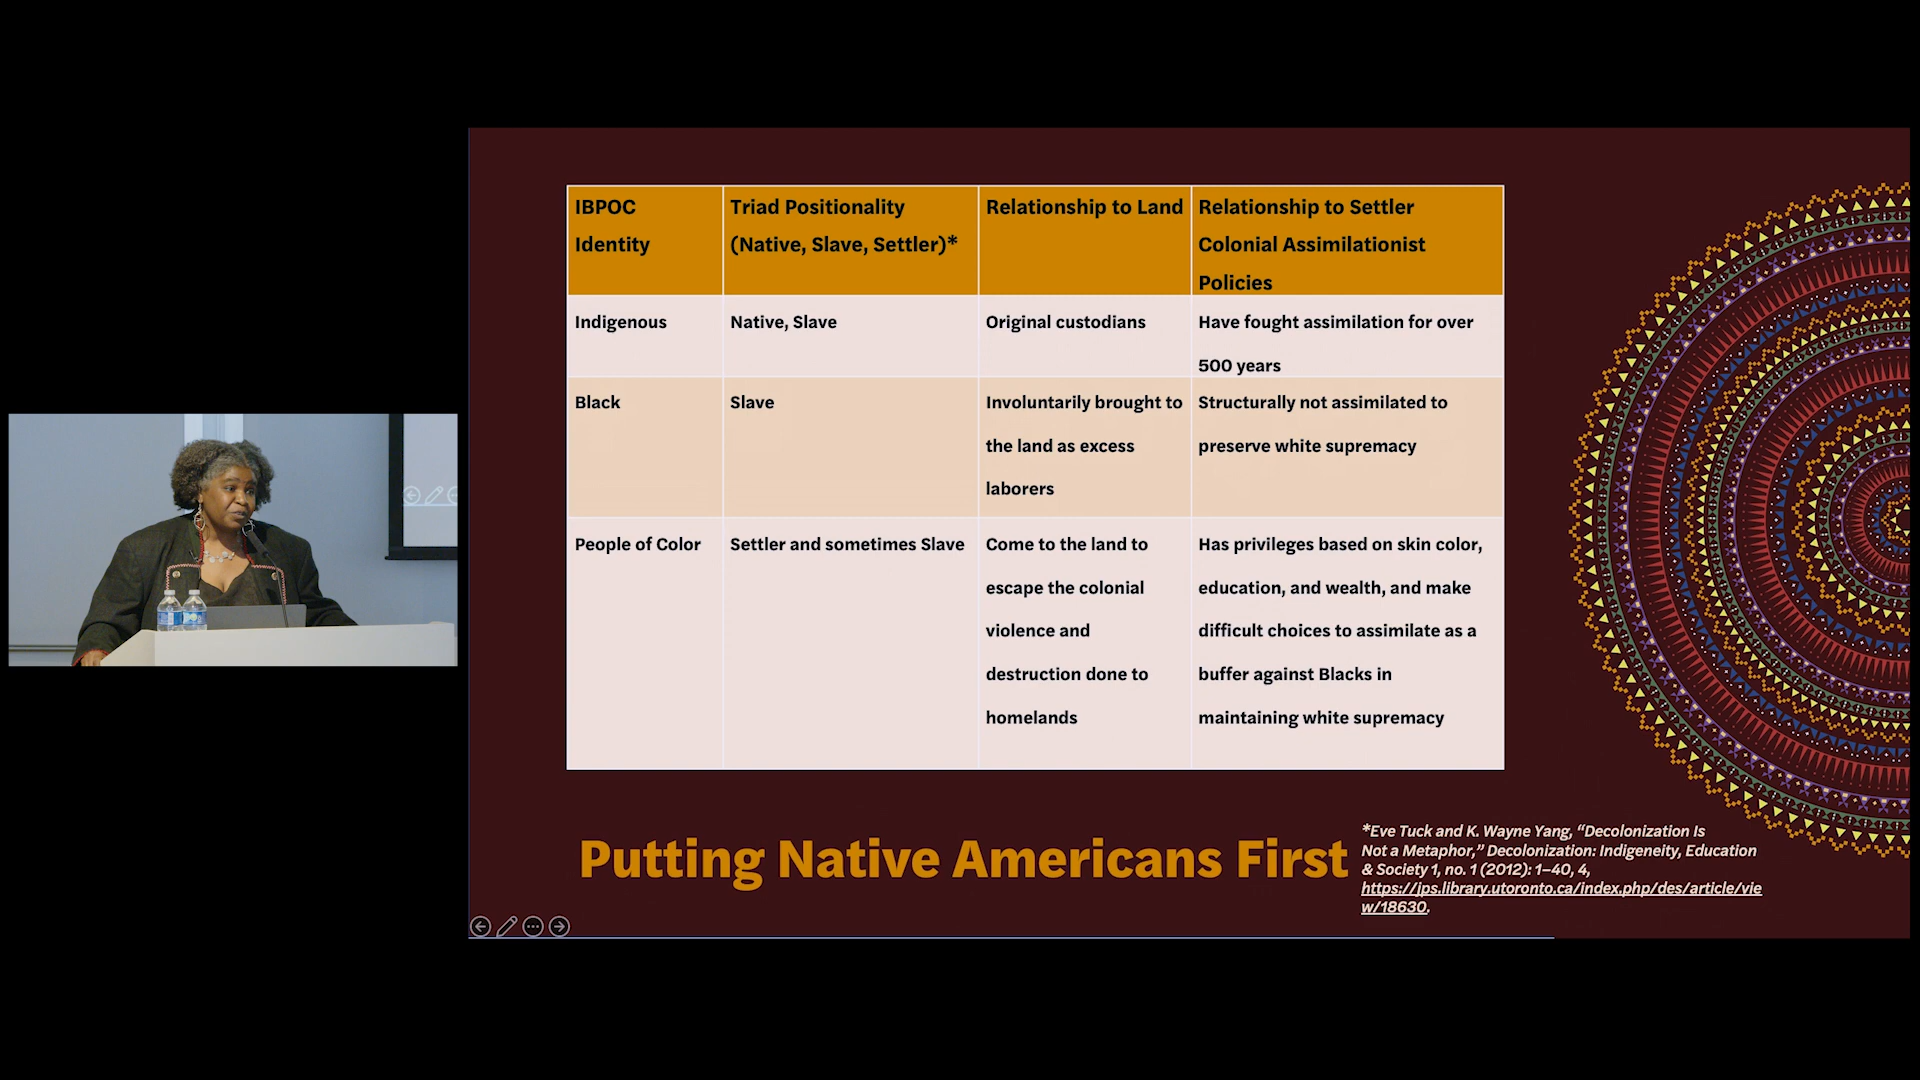 IBPOC
Identity
Triad Positionality
(Native, Slave, Settler)*
Relationship to Land
Relationship to Settler
Colonial Assimilationist
Policies
Indigenous
Native, Slave
Original custodians
Have fought assimilation for over
500 years
Black
Slave
Involuntarily brought to
the land as excess
laborers
Structurally not assimilated to
preserve white supremacy
People of Color
Settler and sometimes Slave
Come to the land to
escape the colonial
violence and
destruction done to
homelands
Has privileges based on skin color,
education, and wealth, and make
difficult choices to assimilate as a
buffer against Blacks in
maintaining white supremacy
Putting Native Americans First
*Eve Tuck and K. Wayne Yang, “Decolonization Is
Not a Metaphor,” Decolonization: Indigeneity, Education
& Society 1, no. 1 (2012): 1–40, 4,
https://jps.library.utoronto.ca/index.php/des/article/vie
w/18630.